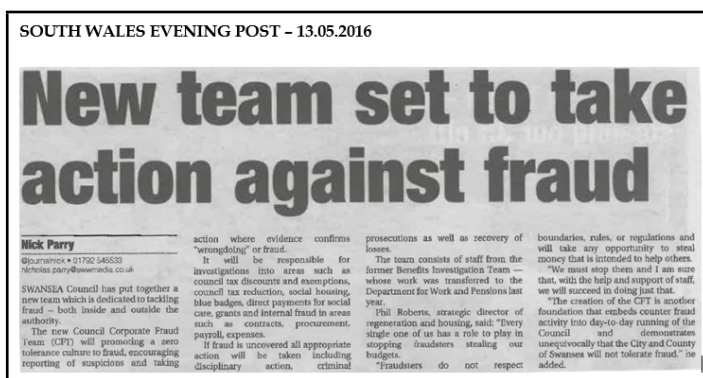 SOUTH WALES EVENING POST – 13.05.2016
New team set to take
action against fraud
Nick Parry
@journalnick • 01792 545533
nicholas.parry@swwmedia.co.uk
SWANSEA Council has put together a
new team which is dedicated to tackling
fraud – both inside and outside the
authority.
The new Council Corporate Fraud
Team (CFT) will promoting a zero
tolerance culture to fraud, encouraging
reporting of suspicions and taking
action where evidence confirms
"wrongdoing" or fraud.
It will be responsible for
investigations into areas such as
council tax discounts and exemptions,
council tax reduction, social housing,
blue badges, direct payments for social
care, grants and internal fraud in areas
such as contracts, procurement,
payroll, expenses.
If fraud is uncovered all appropriate
action will be taken including
disciplinary action, criminal
prosecutions as well as recovery of
losses.
The team consists of staff from the
former Benefits Investigation Team —
whose work was transferred to the
Department for Work and Pensions last
year.
Phil Roberts, strategic director of
regeneration and housing, said: "Every
single one of us has a role to play in
stopping fraudsters stealing our
budgets.
"Fraudsters do not respect
boundaries, rules, or regulations and
will take any opportunity to steal
money that is intended to help others.
"We must stop them and I am sure
that, with the help and support of staff,
we will succeed in doing just that.
"The creation of the CFT is another
foundation that embeds counter fraud
activity into day-to-day running of the
Council and demonstrates
unequivocally that the City and County
of Swansea will not tolerate fraud." he
added.